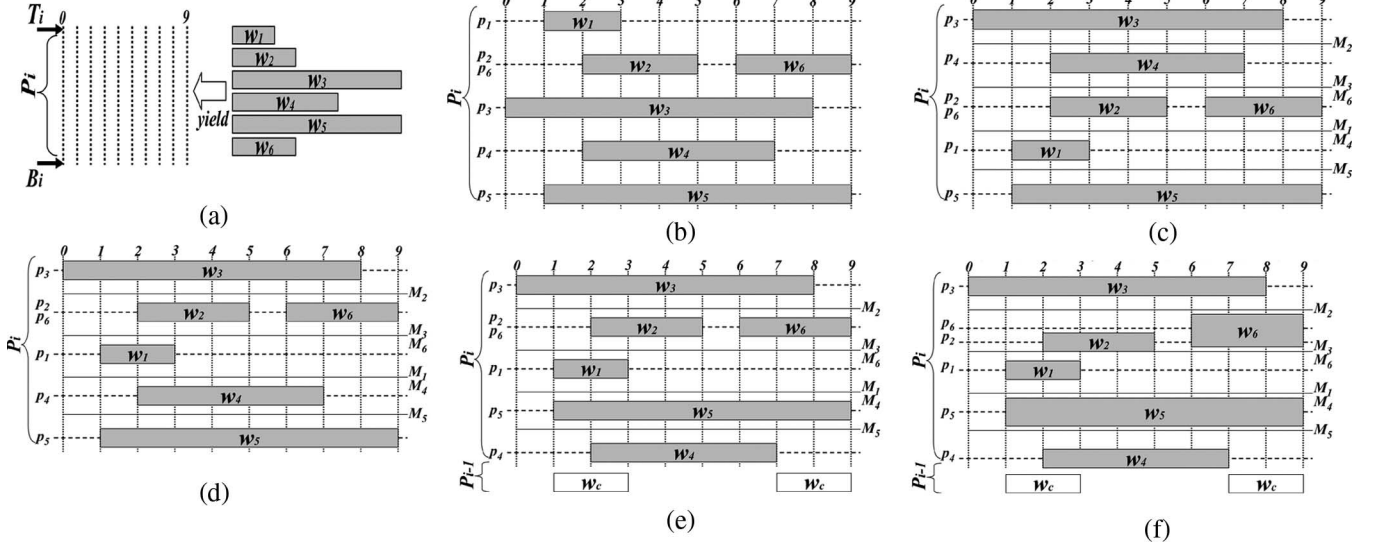 Ti 0 9
Pi
Bi
w1
w2
w3
w4
w5
w6
yield
(a)
0 1 2 3 4 5 6 7 8 9
Pi
p1 w1
p2
p6 w2 w6
p3 w3
p4 w4
p5 w5
(b)
0 1 2 3 4 5 6 7 8 9
Pi
p3 w3
M2
p4 w4
M3
p2 M6
p6 w2 w6
M1
p1 w1 M4
M5
p5 w5
(c)
0 1 2 3 4 5 6 7 8 9
Pi
p3 w3
M2
p2
p6 w2 w6
M3
p1 w1 M6
M1
p4 w4 M4
M5
p5 w5
(d)
0 1 2 3 4 5 6 7 8 9
Pi
p3 w3
M2
p2
p6 w2 w6
M3
p1 w1 M6
M1
p5 w5 M4
M5
p4 w4
Pi-1 wc wc
(e)
0 1 2 3 4 5 6 7 8 9
Pi
p3 w3
M2
p6 w6
p2 w2 M3
p1 w1 M6
M1
p5 w5 M4
M5
p4 w4
Pi-1 wc wc
(f)